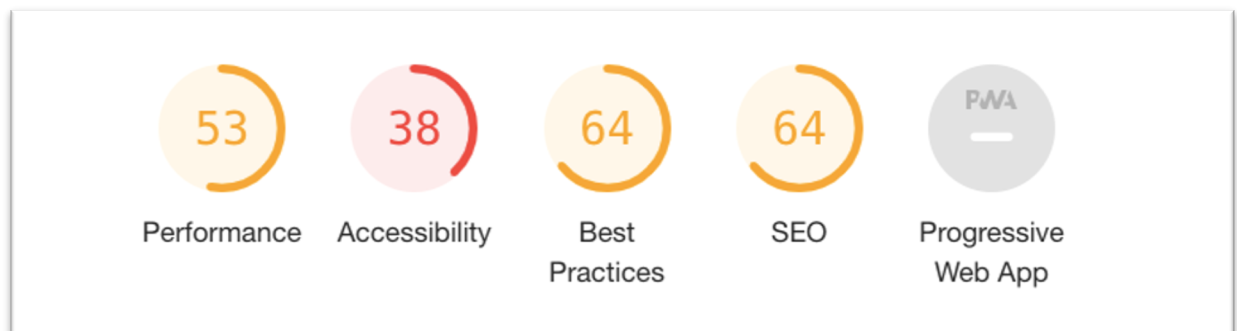 53
38
64
64
PWA
Performance
Accessibility
Best
Practices
SEO
Progressive
Web App